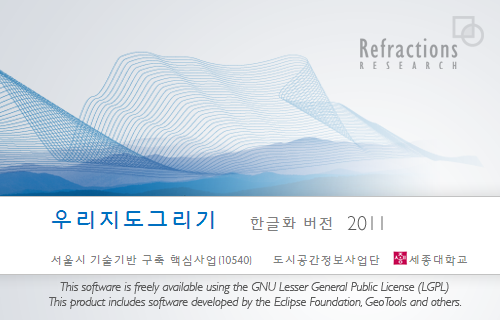 Refractions
RESEARCH
우리지도그리기 한글화 버전 2011
서울시 기술기반 구축 핵심사업(10540) 도시공간정보사업단 세종대학교
This software is freely available using the GNU Lesser General Public License (LGPL)
This product includes software developed by the Eclipse Foundation, GeoTools and others.